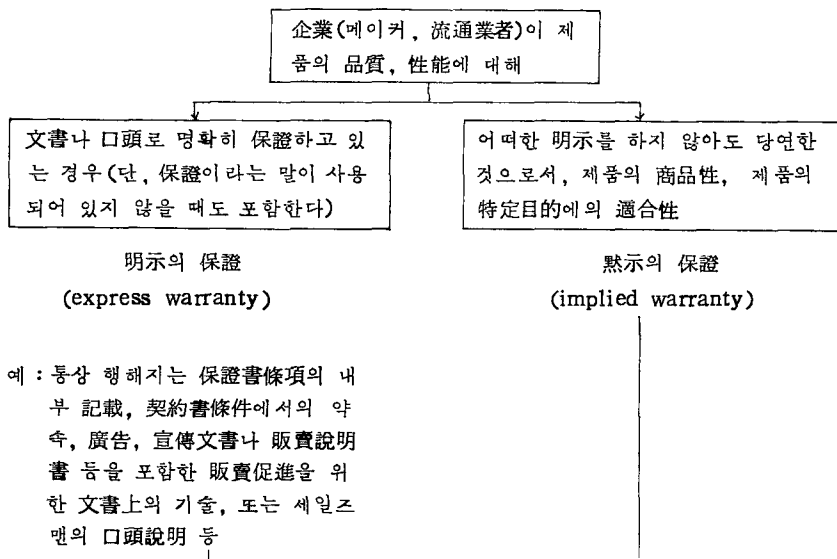 企業(메이커, 流通業者)이 제
품의 品質, 性能에 대해
文書나 口頭로 명확히 保證하고 있
는 경우(단, 保證이라는 말이 사용
되어 있지 않을 때도 포함한다)
明示의 保證
(express warranty)
어떠한 明示를 하지 않아도 당연한
것으로서, 제품의 商品性, 제품의
特定目的에의 適合性
黙示의 保證
(implied warranty)
예 : 통상 행해지는 保證書條項의 내
부 記載, 契約書條件에서의 약
속, 廣告, 宣傳文書나 販賣說明
書 등을 포함한 販賣促進을 위
한 文書上의 기술, 또는 세일즈
맨의 口頭說明 등